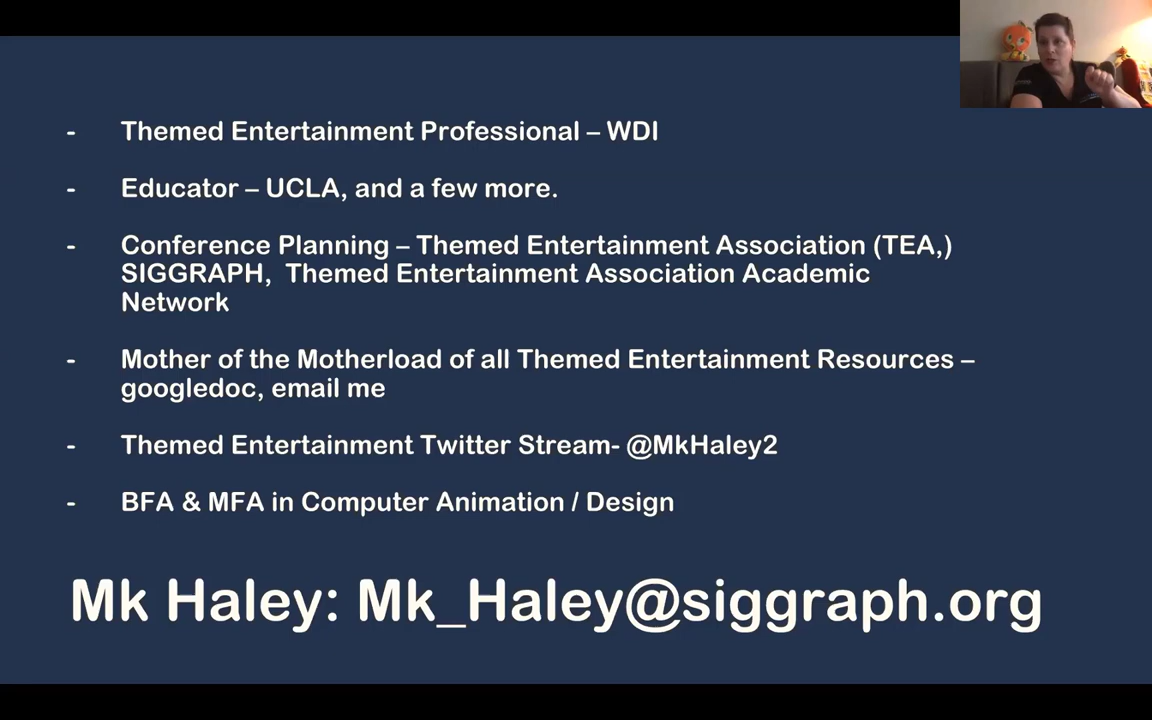 - Themed Entertainment Professional – WDI
- Educator – UCLA, and a few more.
- Conference Planning – Themed Entertainment Association (TEA,)
SIGGRAPH,  Themed Entertainment Association Academic
Network
- Mother of the Motherload of all Themed Entertainment Resources –
googledoc, email me
- Themed Entertainment Twitter Stream- @MkHaley2
- BFA & MFA in Computer Animation / Design
Mk Haley: Mk_Haley@siggraph.org